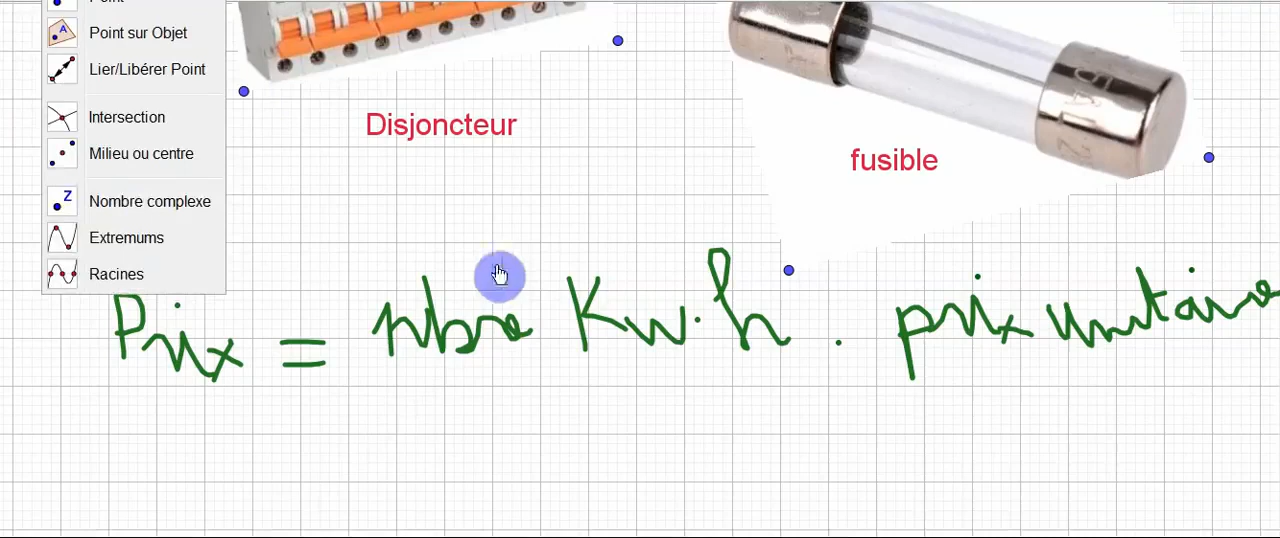 Point
Point sur Objet
Lier/Libérer Point
Intersection
Milieu ou centre
Nombre complexe
Extremums
Racines
Disjoncteur
fusible
Prix = nbre Kw.h . prix unitaire